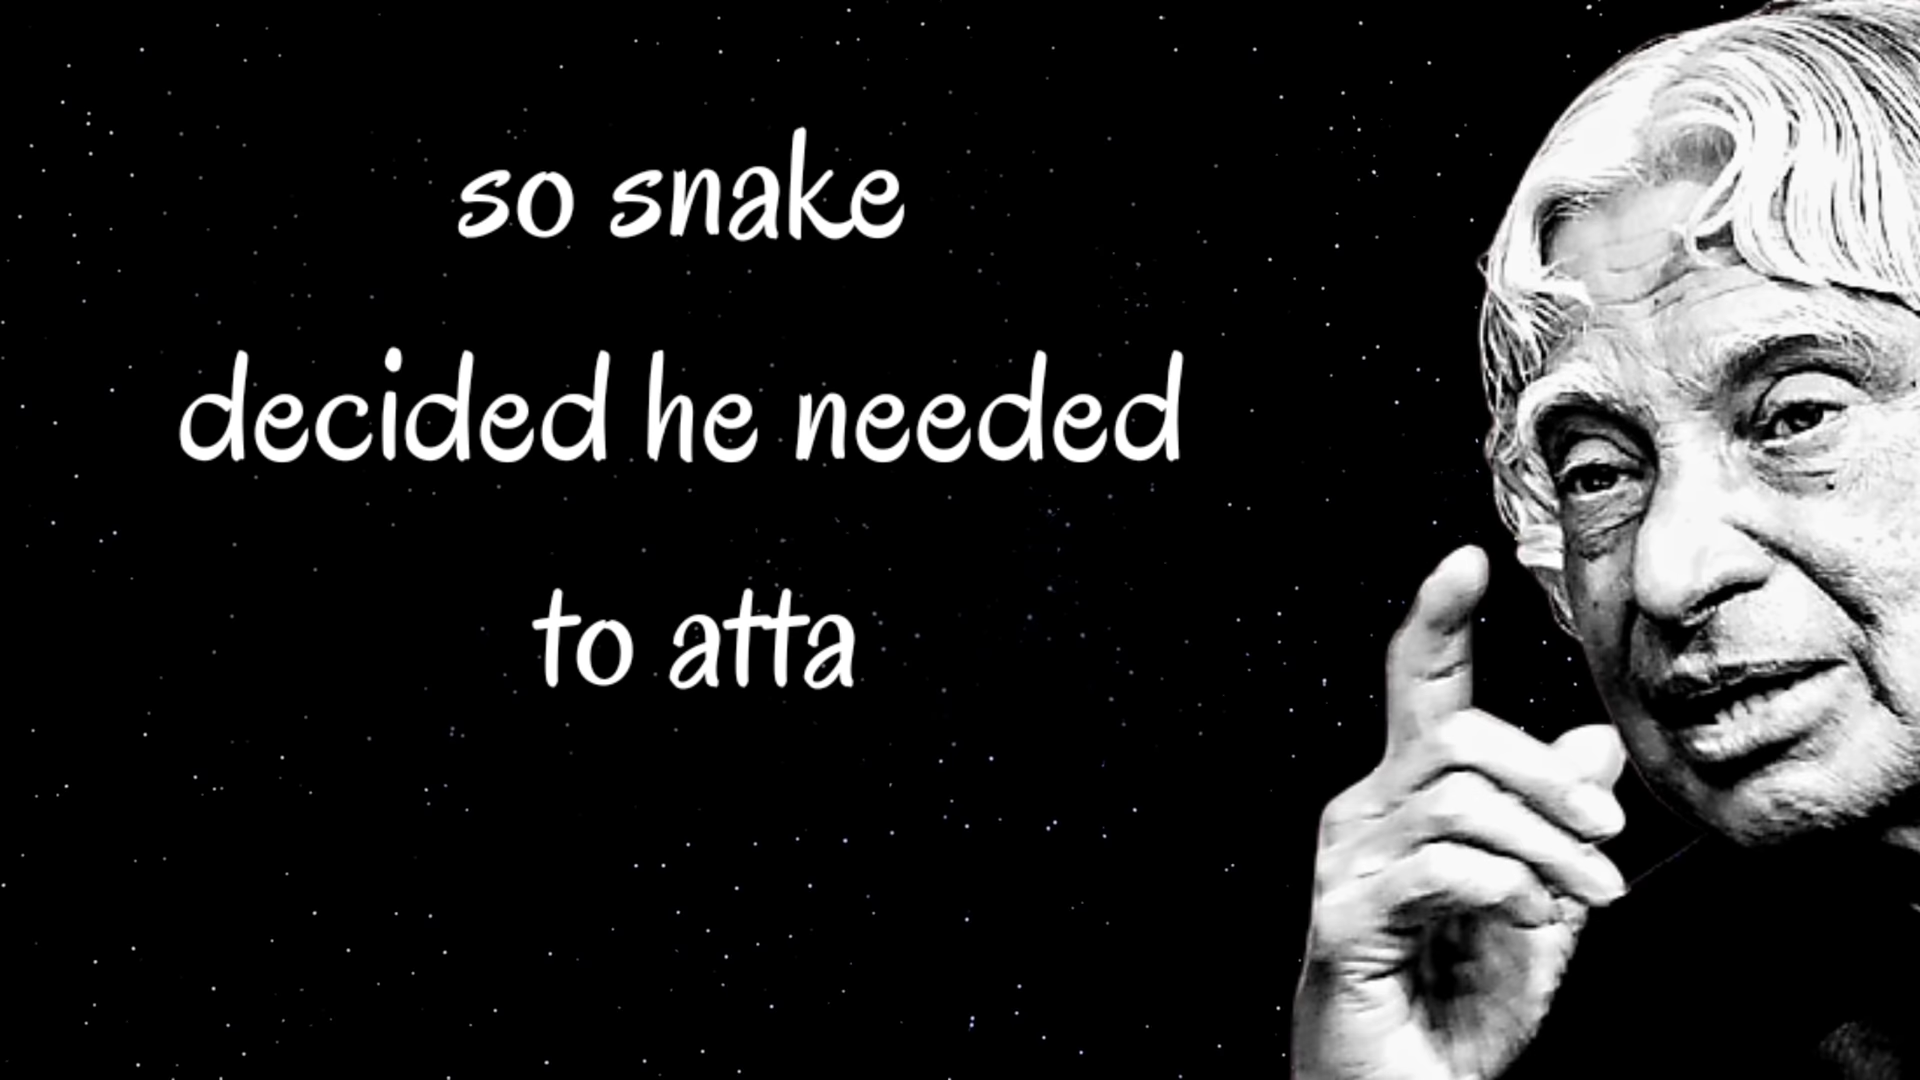 so snake
decided he needed
to atta